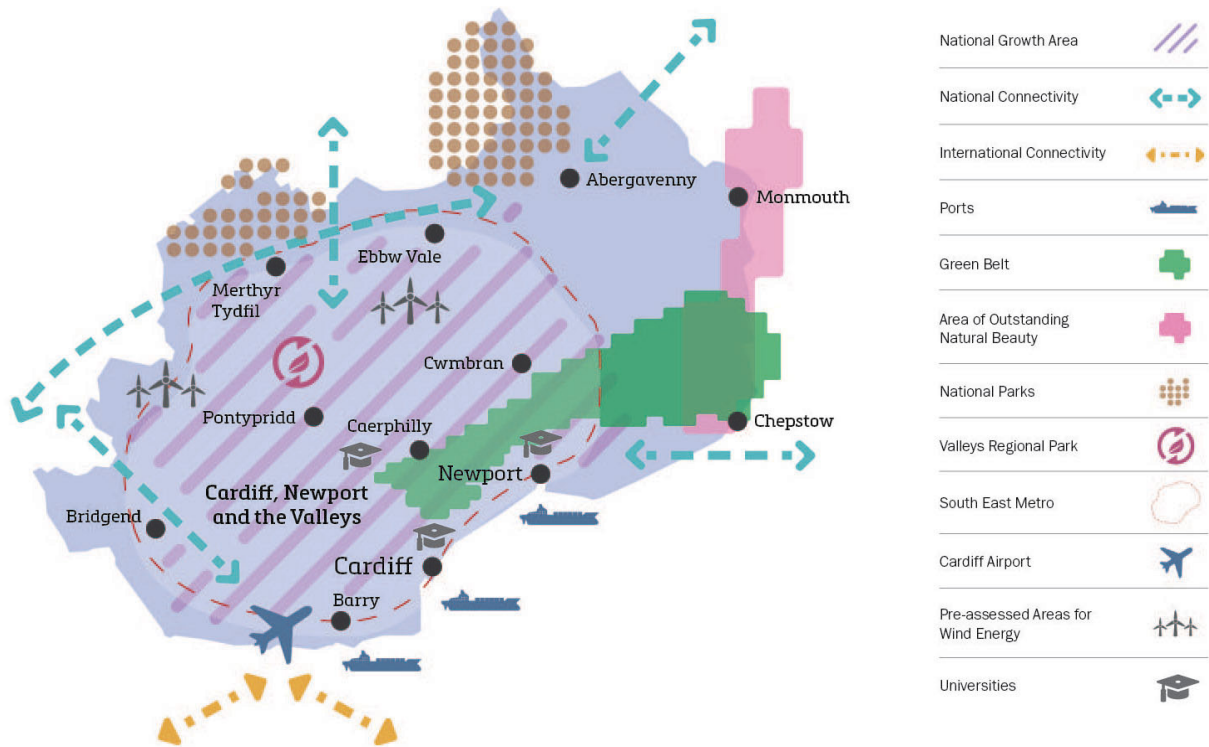 Abergavenny
Monmouth
Ebbw Vale
Merthyr
Tydfil
Cwmbran
Pontypridd
Caerphilly
Chepstow
Newport
Cardiff, Newport
and the Valleys
Bridgend
Cardiff
Barry
National Growth Area
National Connectivity
International Connectivity
Ports
Green Belt
Area of Outstanding
Natural Beauty
National Parks
Valleys Regional Park
South East Metro
Cardiff Airport
Pre-assessed Areas for
Wind Energy
Universities